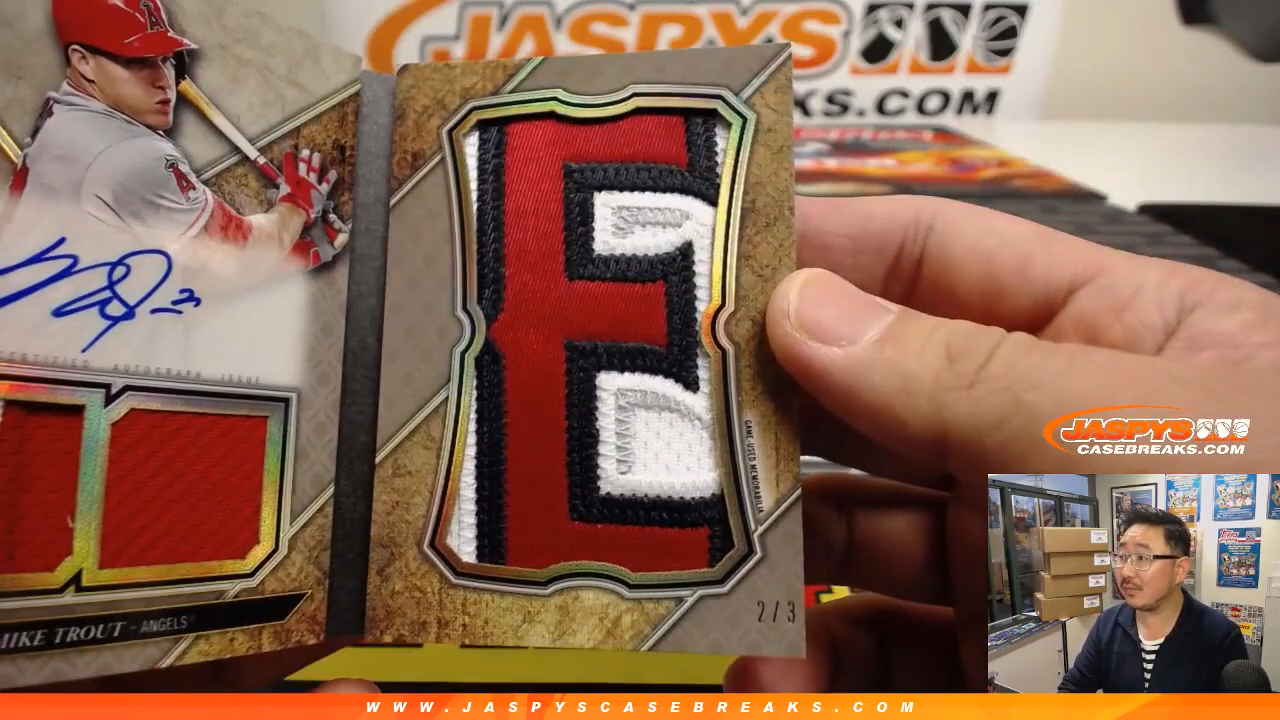 JASPYS
KS.COM
A
A
E
CERTIFIED AUTOGRAPH ISSUE
GAME-USED MEMORABILIA
MIKE TROUT - ANGELS
2/3
JASPYS
CASEBREAKS.COM
topps
WWW.JASPYSCASEBREAKS.COM